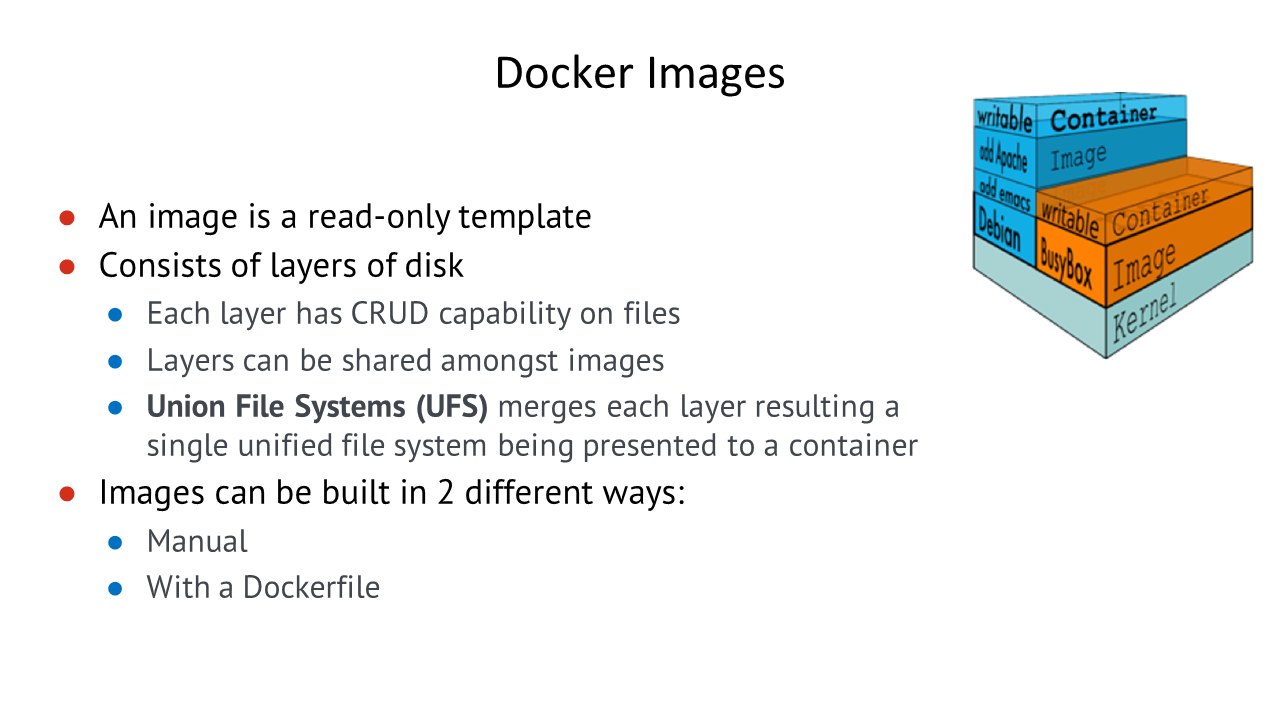 Docker Images
● An image is a read-only template
● Consists of layers of disk
● Each layer has CRUD capability on files
● Layers can be shared amongst images
● Union File Systems (UFS) merges each layer resulting a
single unified file system being presented to a container
● Images can be built in 2 different ways:
● Manual
● With a Dockerfile
writable Container
add Apache Image
add emacs
Debian
writable Container
BusyBox Image
Kernel